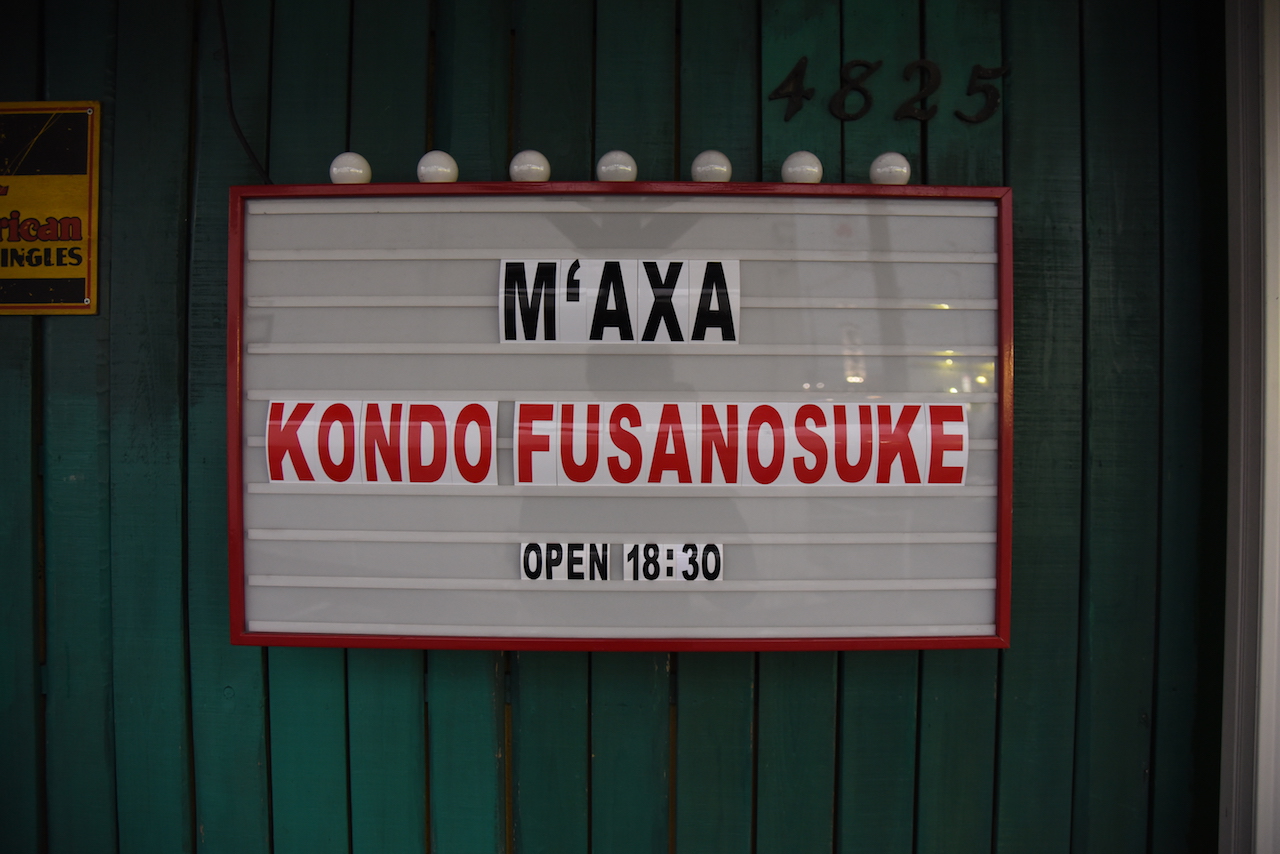 4825
rican
INGLES
M‘AXA
KONDO FUSANOSUKE
OPEN 18:30